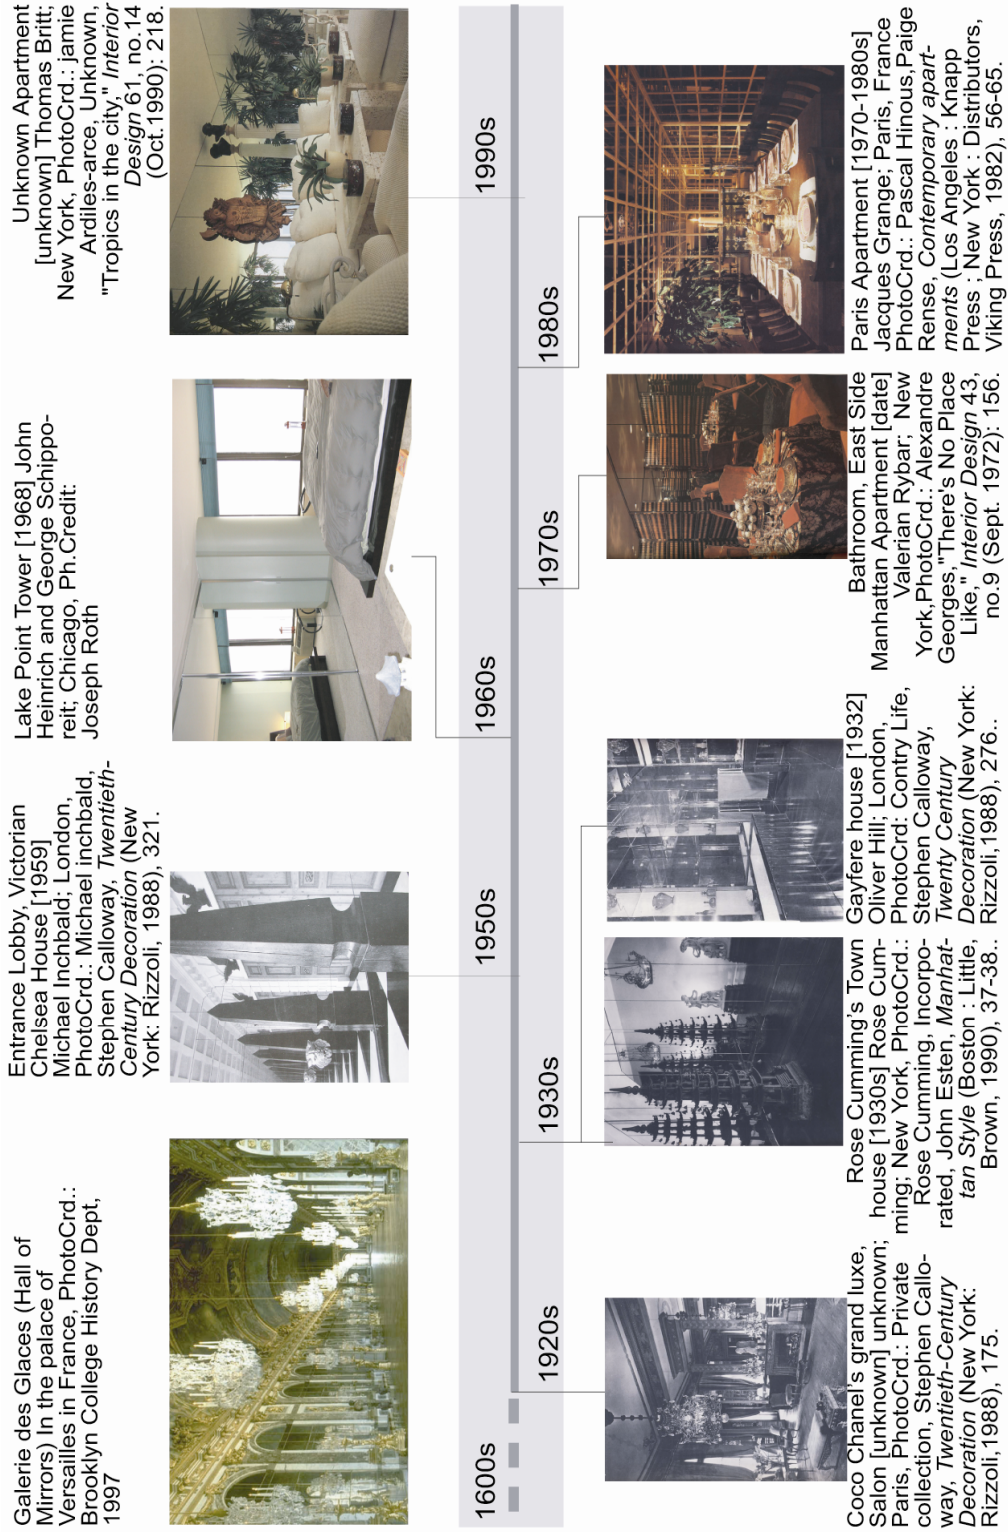 Galerie des Glaces (Hall of
Mirrors) In the palace of
Versailles in France, PhotoCrd.:
Brooklyn College History Dept,
1997
Entrance Lobby, Victorian
Chelsea House [1959]
Michael Inchbald; London,
PhotoCrd.: Michael inchbald,
Stephen Calloway, Twentieth-
Century Decoration (New
York: Rizzoli, 1988), 321.
Lake Point Tower [1968] John
Heinrich and George Schippo-
reit; Chicago, Ph.Credit:
Joseph Roth
Unknown Apartment
[unknown] Thomas Britt;
New York, PhotoCrd.: jamie
Ardiles-arce, Unknown,
"Tropics in the city," Interior
Design 61, no.14
(Oct.1990): 218.
1600s
1920s
1930s
1950s
1960s
1970s
1980s
1990s
Coco Chanel's grand luxe,
Salon [unknown] unknown;
Paris, PhotoCrd.: Private
collection, Stephen Callo-
way, Twentieth-Century
Decoration (New York:
Rizzoli,1988), 175.
Rose Cumming's Town
house [1930s] Rose Cum-
ming; New York, PhotoCrd.:
Rose Cumming, Incorpo-
rated, John Esten, Manhat-
tan Style (Boston : Little,
Brown, 1990), 37-38..
Gayfere house [1932]
Oliver Hill; London,
PhotoCrd: Contry Life,
Stephen Calloway,
Twenty Century
Decoration (New York:
Rizzoli,1988), 276..
Bathroom, East Side
Manhattan Apartment [date]
Valerian Rybar; New
York,PhotoCrd.: Alexandre
Georges,"There's No Place
Like," Interior Design 43,
no.9 (Sept. 1972): 156.
Paris Apartment [1970-1980s]
Jacques Grange; Paris, France
PhotoCrd.: Pascal Hinous,Paige
Rense, Contemporary apart-
ments (Los Angeles : Knapp
Press ; New York : Distributors,
Viking Press, 1982), 56-65.